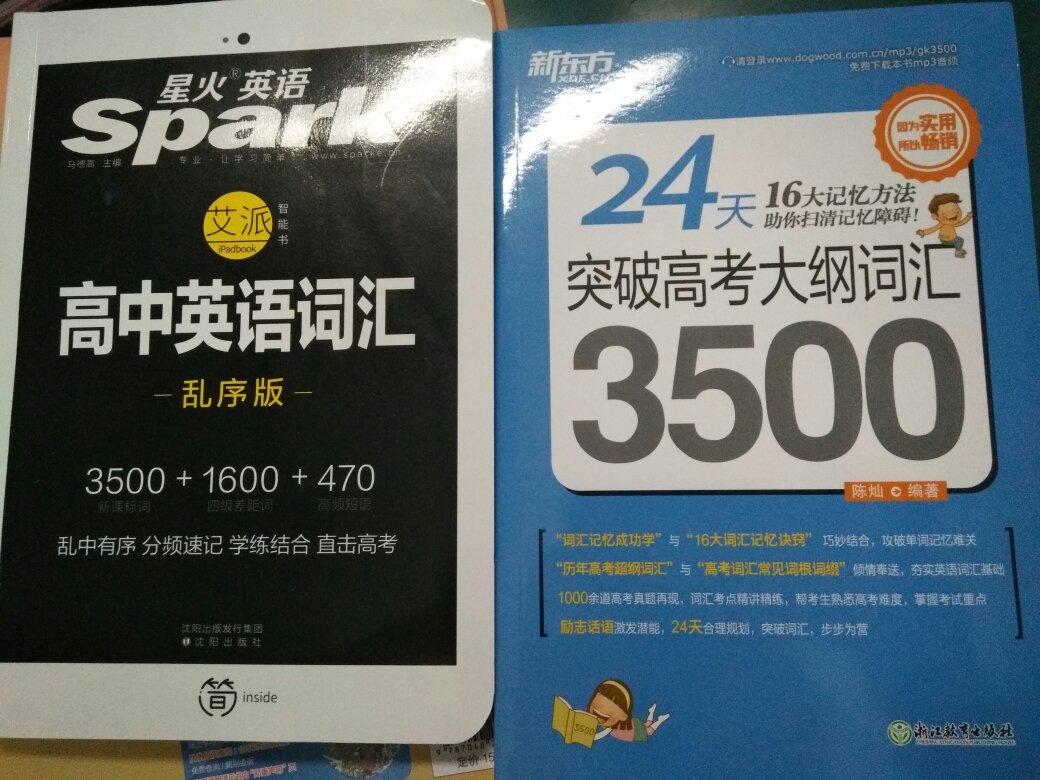 星火®英语
Spark
马德高 主编
专业·让学习简单
www.sparke.cn
艾派
iPadbook
智能书
高中英语词汇
乱序版
3500 + 1600 + 470
新课标词 四级差距词 高频短语
乱中有序 分频速记 学练结合 直击高考
沈阳出版发行集团
沈阳出版社
简 inside
新东方
XDF.CN
请登录www.dogwood.com.cn/mp3/gk3500
免费下载本书mp3音频
因为实用
所以畅销
24天
16大记忆方法
助你扫清记忆障碍!
突破高考大纲词汇
3500
陈灿 编著
“词汇记忆成功学”与“16大词汇记忆诀窍” 巧妙结合，攻破单词记忆难关
“历年高考超纲词汇”与“高考词汇常见词根词缀” 倾情奉送，夯实英语词汇基础
1000余道高考真题再现，词汇考点精讲精练，帮考生熟悉高考难度，掌握考试重点
励志话语激发潜能，24天合理规划，突破词汇，步步为营
3500
浙江教育出版社
定价 15